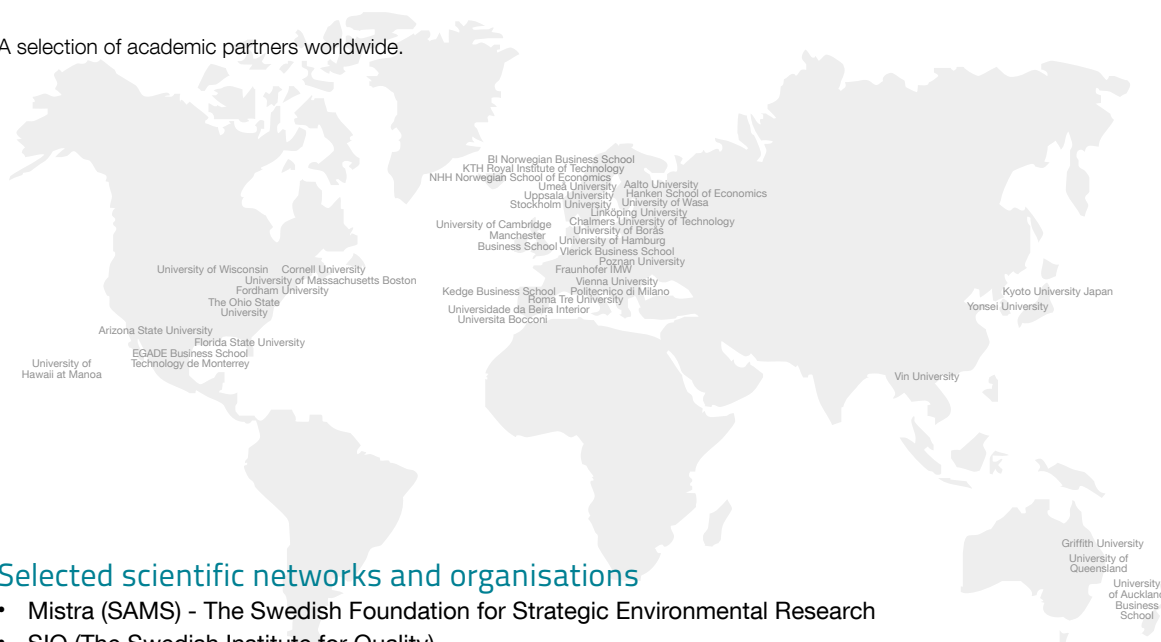 A selection of academic partners worldwide.
BI Norwegian Business School
KTH Royal Institute of Technology
NHH Norwegian School of Economics
Umeå University
Aalto University
Uppsala University
Hanken School of Economics
Stockholm University
University of Wasa
Linköping University
University of Cambridge
Chalmers University of Technology
University of Borås
Manchester
Business School
University of Hamburg
Vlerick Business School
Poznan University
Fraunhofer IMW
Vienna University
Kedge Business School
Politecnico di Milano
Roma Tre University
Universidade da Beira Interior
Universita Bocconi
University of Wisconsin
Cornell University
University of Massachusetts Boston
Fordham University
The Ohio State
University
Arizona State University
Florida State University
EGADE Business School
Technology de Monterrey
University of
Hawaii at Manoa
Kyoto University Japan
Yonsei University
Vin University
Griffith University
University of
Queensland
University
of Auckland
Business
School
Selected scientific networks and organisations
• Mistra (SAMS) - The Swedish Foundation for Strategic Environmental Research
• SIQ (The Swedish Institute for Quality)